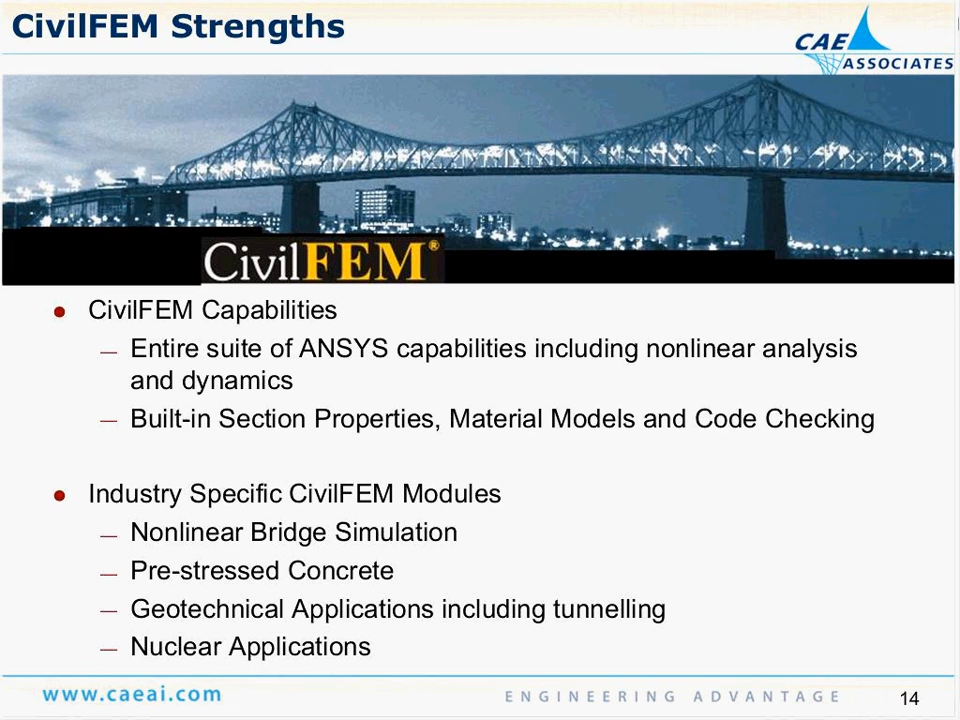 CivilFEM Strengths
CAE
ASSOCIATES
CivilFEM®
● CivilFEM Capabilities
— Entire suite of ANSYS capabilities including nonlinear analysis
and dynamics
— Built-in Section Properties, Material Models and Code Checking
● Industry Specific CivilFEM Modules
— Nonlinear Bridge Simulation
— Pre-stressed Concrete
— Geotechnical Applications including tunnelling
— Nuclear Applications
www.caeai.com
ENGINEERING ADVANTAGE
14